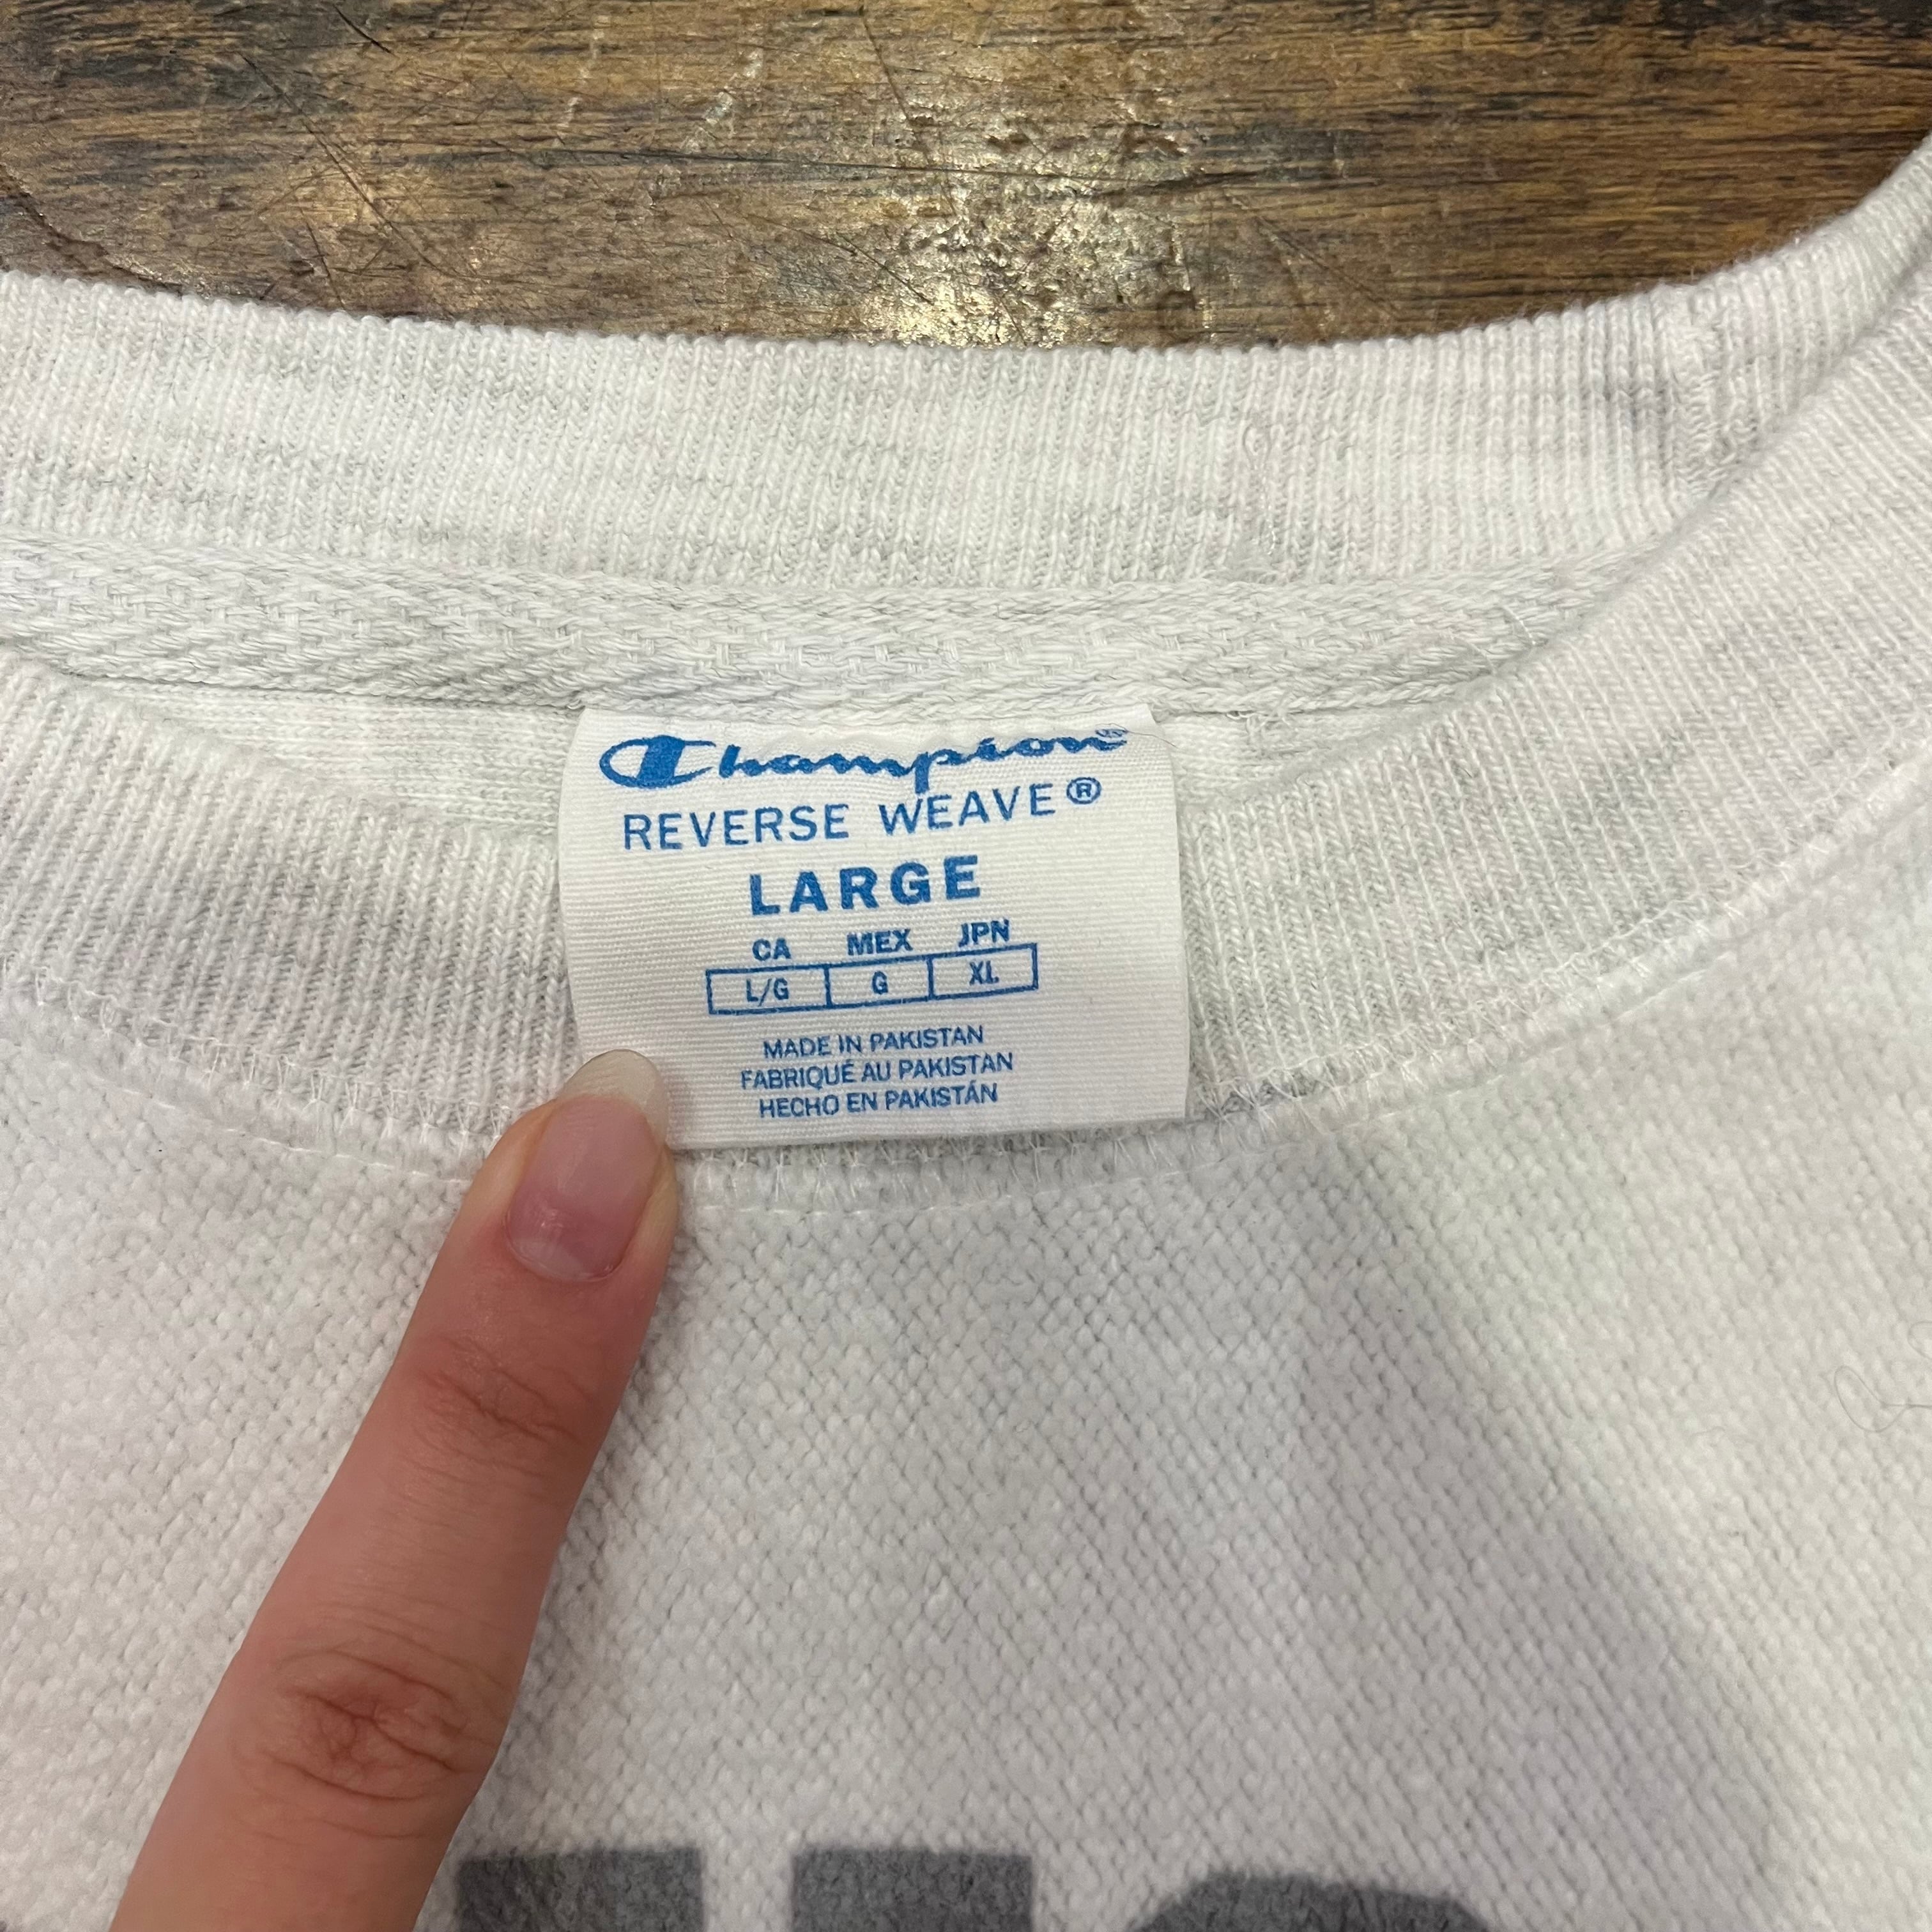 Champion
REVERSE WEAVE®
LARGE
CA MEX JPN
L/G G XL
MADE IN PAKISTAN
FABRIQUÉ AU PAKISTAN
HECHO EN PAKISTÁN